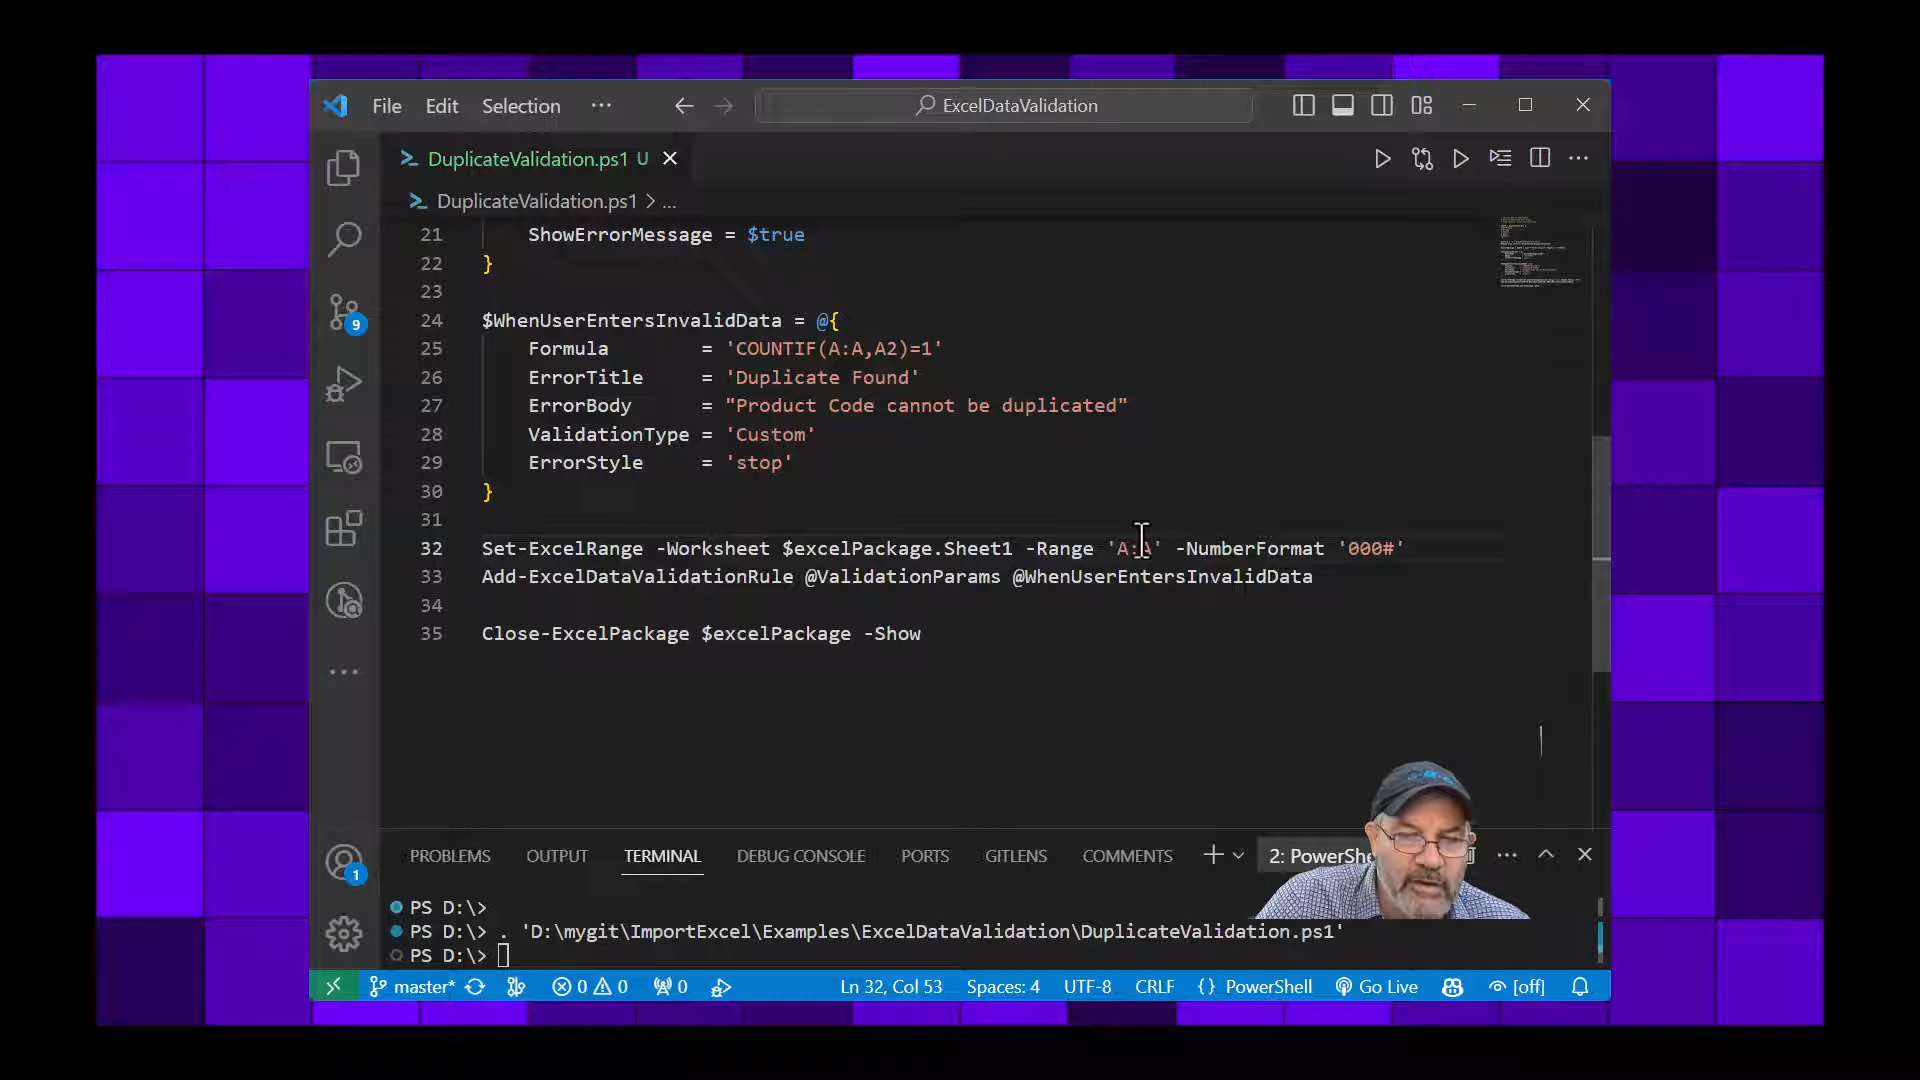 File Edit Selection ··· ExcelDataValidation
DuplicateValidation.ps1 U
DuplicateValidation.ps1 > ...
21 ShowErrorMessage = $true
22 }
23
24 $WhenUserEntersInvalidData = @{
25 Formula = 'COUNTIF(A:A,A2)=1'
26 ErrorTitle = 'Duplicate Found'
27 ErrorBody = "Product Code cannot be duplicated"
28 ValidationType = 'Custom'
29 ErrorStyle = 'stop'
30 }
31
32 Set-ExcelRange -Worksheet $excelPackage.Sheet1 -Range 'A:A' -NumberFormat '000#'
33 Add-ExcelDataValidationRule @ValidationParams @WhenUserEntersInvalidData
34
35 Close-ExcelPackage $excelPackage -Show
9
1
PROBLEMS OUTPUT TERMINAL DEBUG CONSOLE PORTS GITLENS COMMENTS 2:
PS D:\>
PS D:\> . 'D:\mygit\ImportExcel\Examples\ExcelDataValidation\DuplicateValidation.ps1'
PS D:\>
master* 0 0 0 Ln 32, Col 53 Spaces: 4 UTF-8 CRLF {} PowerShell Go Live [off]